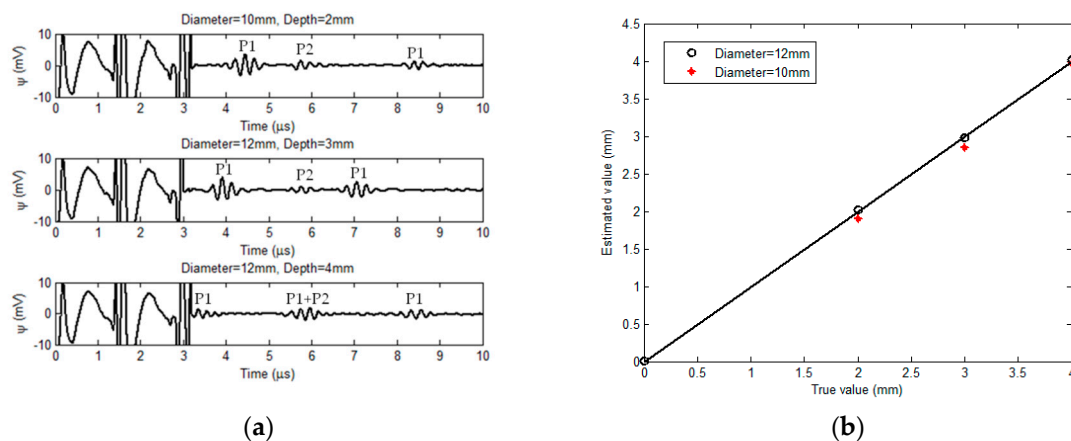 Diameter=10mm, Depth=2mm
10
0
-10
ψ (mV)
P1
P2
P1
0 1 2 3 4 5 6 7 8 9 10
Time (μs)
Diameter=12mm, Depth=3mm
10
0
-10
ψ (mV)
P1
P2
P1
0 1 2 3 4 5 6 7 8 9 10
Time (μs)
Diameter=12mm, Depth=4mm
10
0
-10
ψ (mV)
P1
P1+P2
P1
0 1 2 3 4 5 6 7 8 9 10
Time (μs)
(a)
4.5
4
3.5
3
2.5
2
1.5
1
0.5
0
Estimated value (mm)
Diameter=12mm
Diameter=10mm
0 0.5 1 1.5 2 2.5 3 3.5 4
True value (mm)
(b)